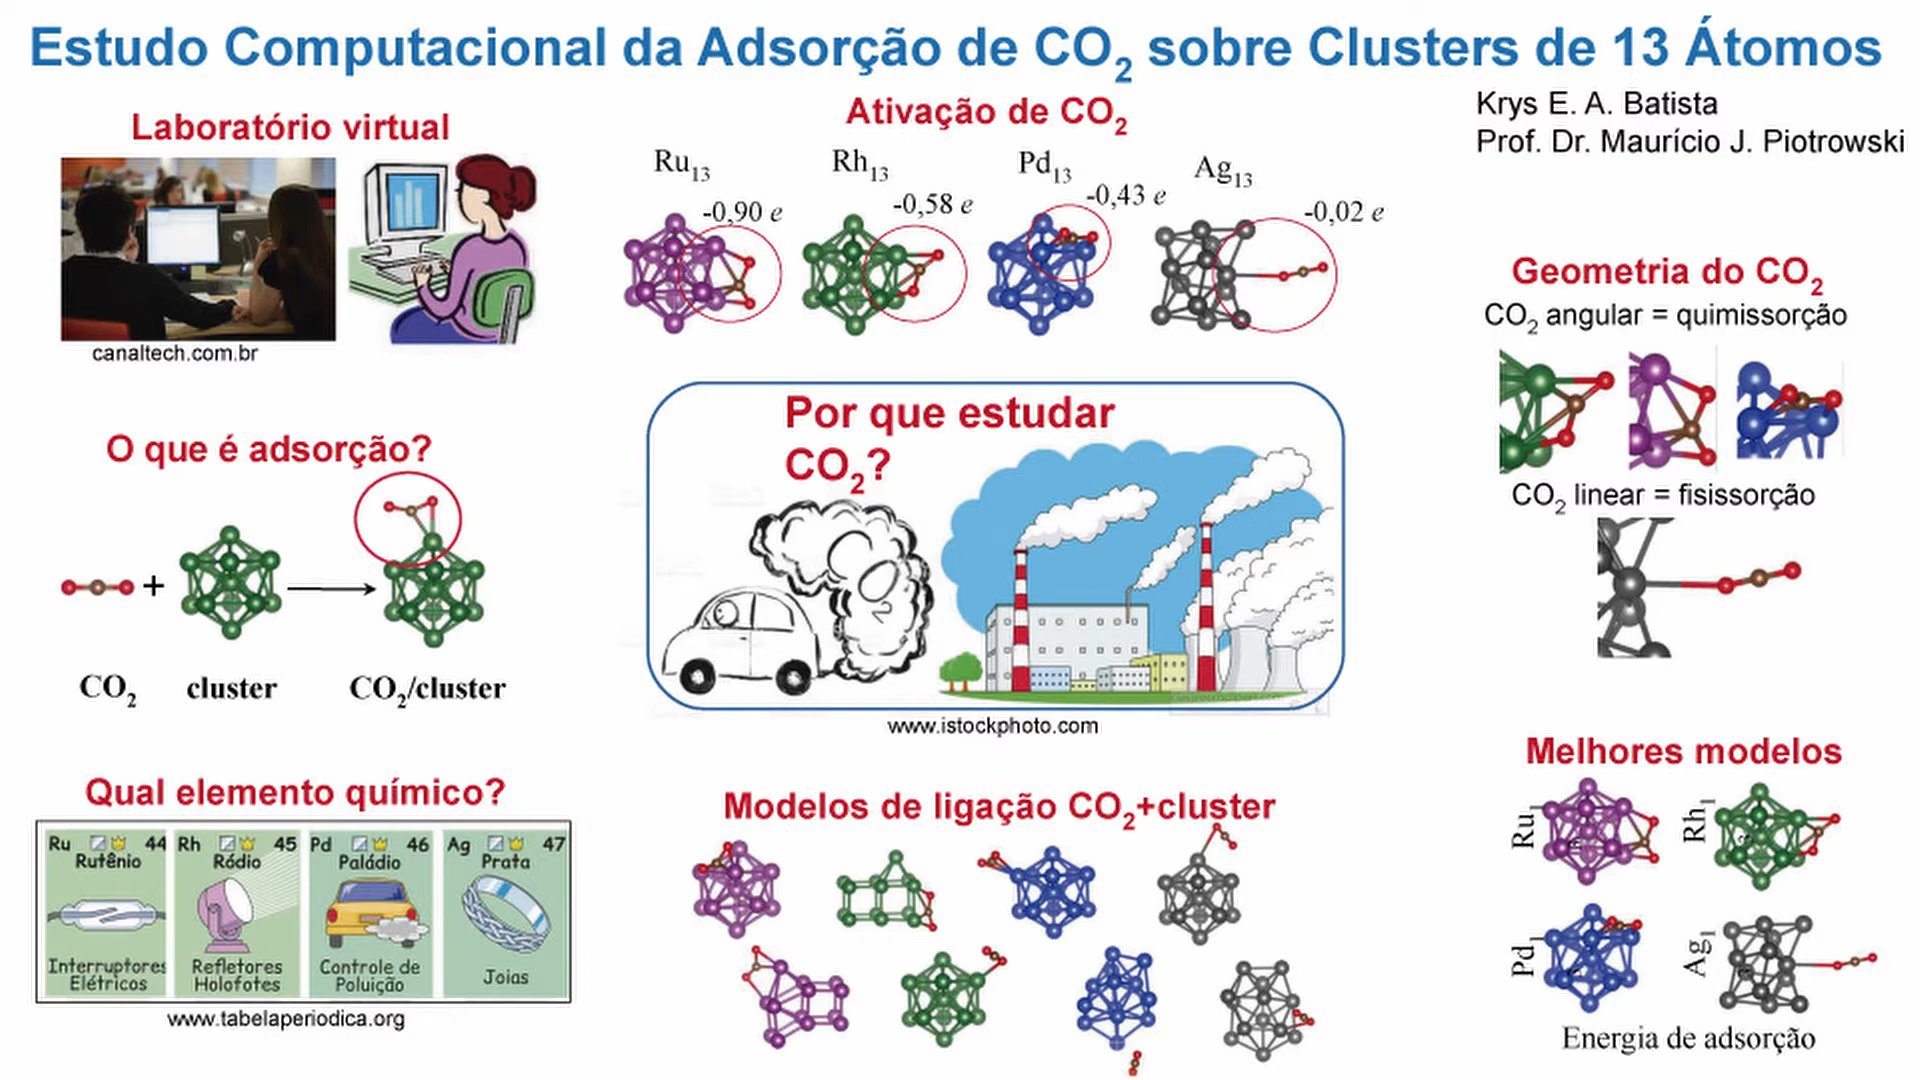 Estudo Computacional da Adsorção de CO2 sobre Clusters de 13 Átomos
Krys E. A. Batista
Prof. Dr. Maurício J. Piotrowski
Laboratório virtual
canaltech.com.br
O que é adsorção?
+
CO2
cluster
CO2/cluster
Qual elemento químico?
Ru 44
Rutênio
Interruptores
Elétricos
Rh 45
Ródio
Refletores
Holofotes
Pd 46
Paládio
Controle de
Poluição
Ag 47
Prata
Joias
www.tabelaperiodica.org
Ativação de CO2
Ru13
-0,90 e
Rh13
-0,58 e
Pd13
-0,43 e
Ag13
-0,02 e
Por que estudar
CO2?
CO2
www.istockphoto.com
Modelos de ligação CO2+cluster
Geometria do CO2
CO2 angular = quimissorção
CO2 linear = fisissorção
Melhores modelos
Ru1
Rh1
Pd1
Ag1
Energia de adsorção